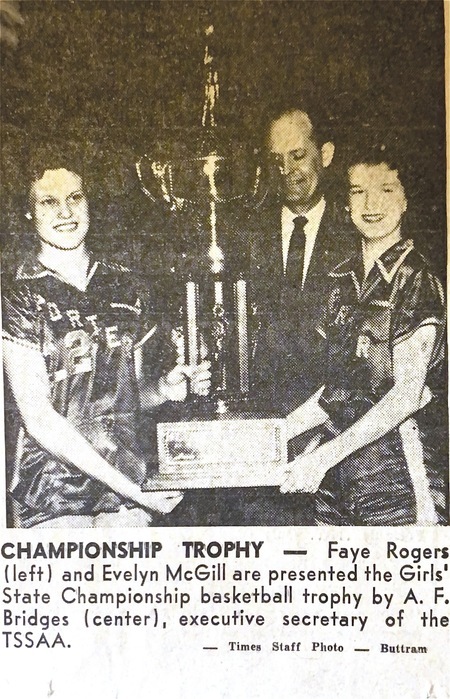 PORTER
12
CHAMPIONSHIP TROPHY — Faye Rogers
(left) and Evelyn McGill are presented the Girls'
State Championship basketball trophy by A. F.
Bridges (center), executive secretary of the
TSSAA.
— Times Staff Photo — Buttram